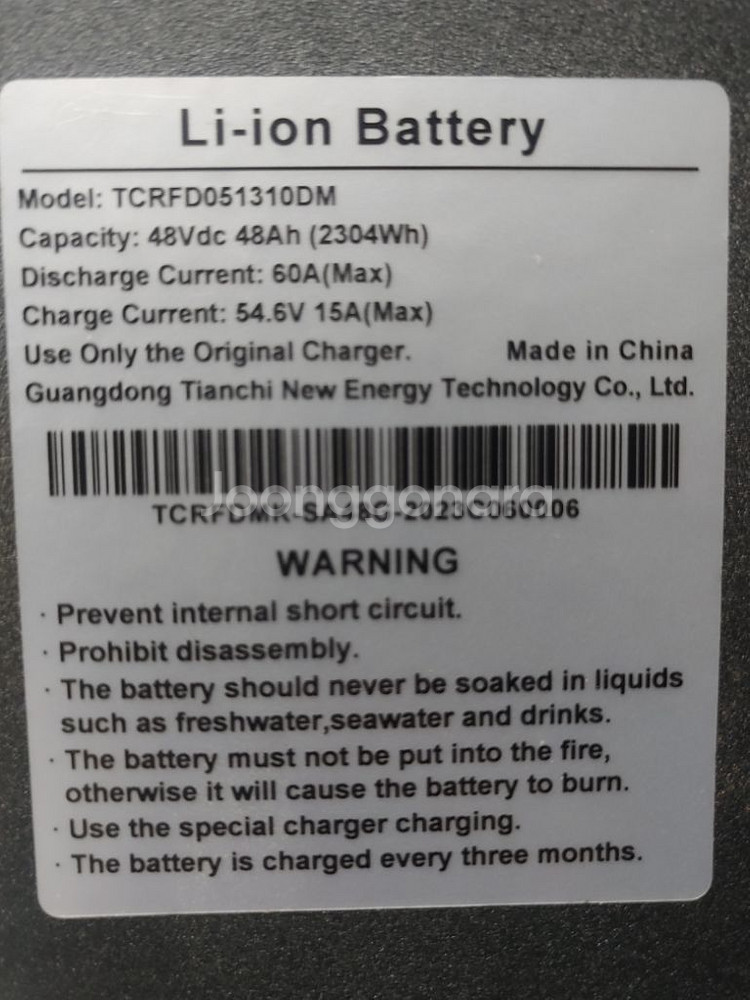 Li-ion Battery
Model: TCRFD051310DM
Capacity: 48Vdc 48Ah (2304Wh)
Discharge Current: 60A(Max)
Charge Current: 54.6V 15A(Max)
Use Only the Original Charger. Made in China
Guangdong Tianchi New Energy Technology Co., Ltd.
Joonggonara
WARNING
· Prevent internal short circuit.
· Prohibit disassembly.
· The battery should never be soaked in liquids
such as freshwater,seawater and drinks.
· The battery must not be put into the fire,
otherwise it will cause the battery to burn.
· Use the special charger charging.
· The battery is charged every three months.